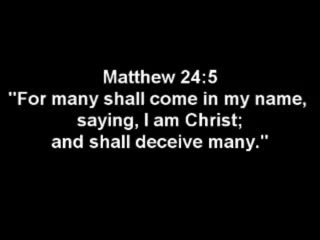 Matthew 24:5
"For many shall come in my name,
saying, I am Christ;
and shall deceive many."